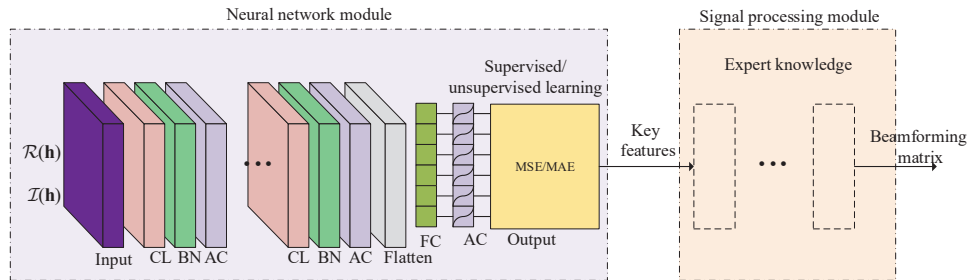 Neural network module
Signal processing module
Supervised/
unsupervised learning
Expert knowledge
ℛ(𝐡)
ℐ(𝐡)
MSE/MAE
Key
features
Beamforming
matrix
Input
CL
BN
AC
CL
BN
AC
Flatten
FC
AC
Output